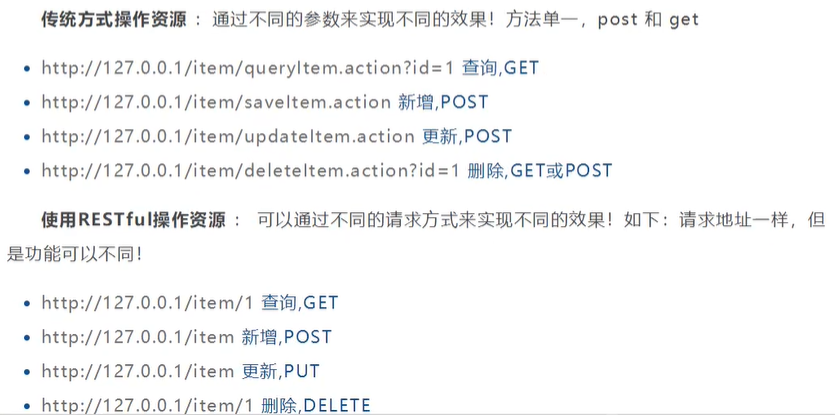 传统方式操作资源 ：通过不同的参数来实现不同的效果！方法单一，post 和 get
http://127.0.0.1/item/queryItem.action?id=1 查询,GET
http://127.0.0.1/item/saveItem.action 新增,POST
http://127.0.0.1/item/updateItem.action 更新,POST
http://127.0.0.1/item/deleteItem.action?id=1 删除,GET或POST
使用RESTful操作资源 ： 可以通过不同的请求方式来实现不同的效果！如下：请求地址一样，但
是功能可以不同！
http://127.0.0.1/item/1 查询,GET
http://127.0.0.1/item 新增,POST
http://127.0.0.1/item 更新,PUT
http://127.0.0.1/item/1 删除,DELETE